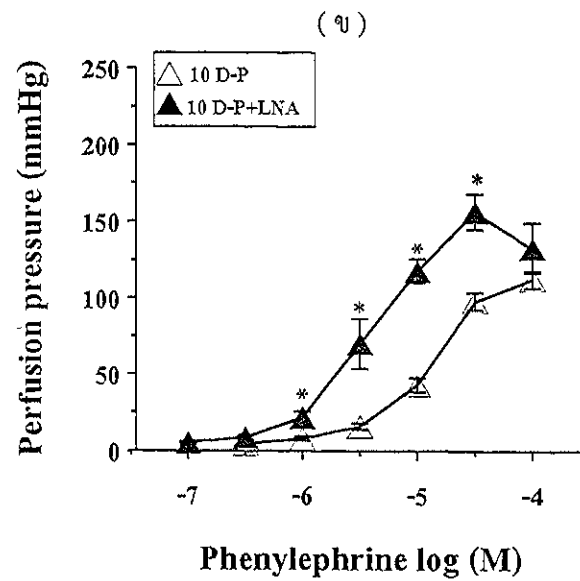 ( ข )
Perfusion pressure (mmHg)
250
200
150
100
50
0
10 D-P
10 D-P+LNA
*
*
*
*
-7
-6
-5
-4
Phenylephrine log (M)